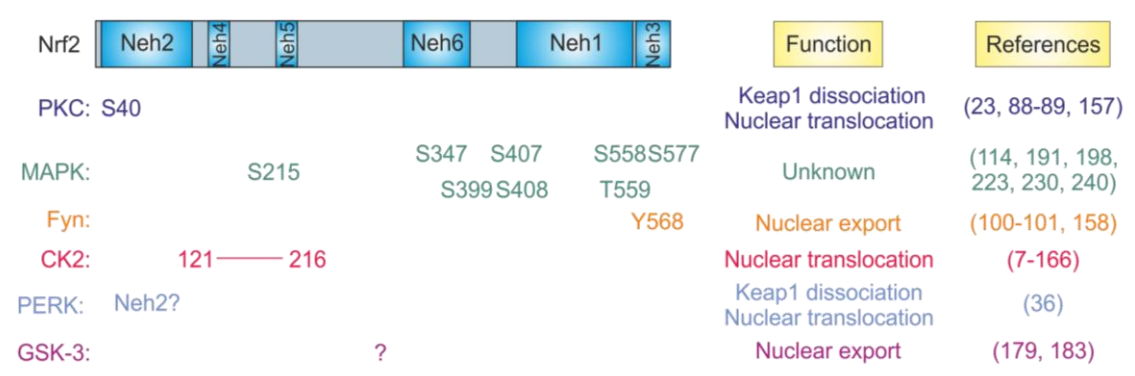 Nrf2 Neh2 Neh4 Neh5 Neh6 Neh1 Neh3 Function References
PKC: S40 Keap1 dissociation
Nuclear translocation (23, 88-89, 157)
MAPK: S215 S347 S407 S558 S577
S399 S408 T559 Unknown (114, 191, 198,
223, 230, 240)
Fyn: Y568 Nuclear export (100-101, 158)
CK2: 121 216 Nuclear translocation (7-166)
PERK: Neh2? Keap1 dissociation
Nuclear translocation (36)
GSK-3: ? Nuclear export (179, 183)